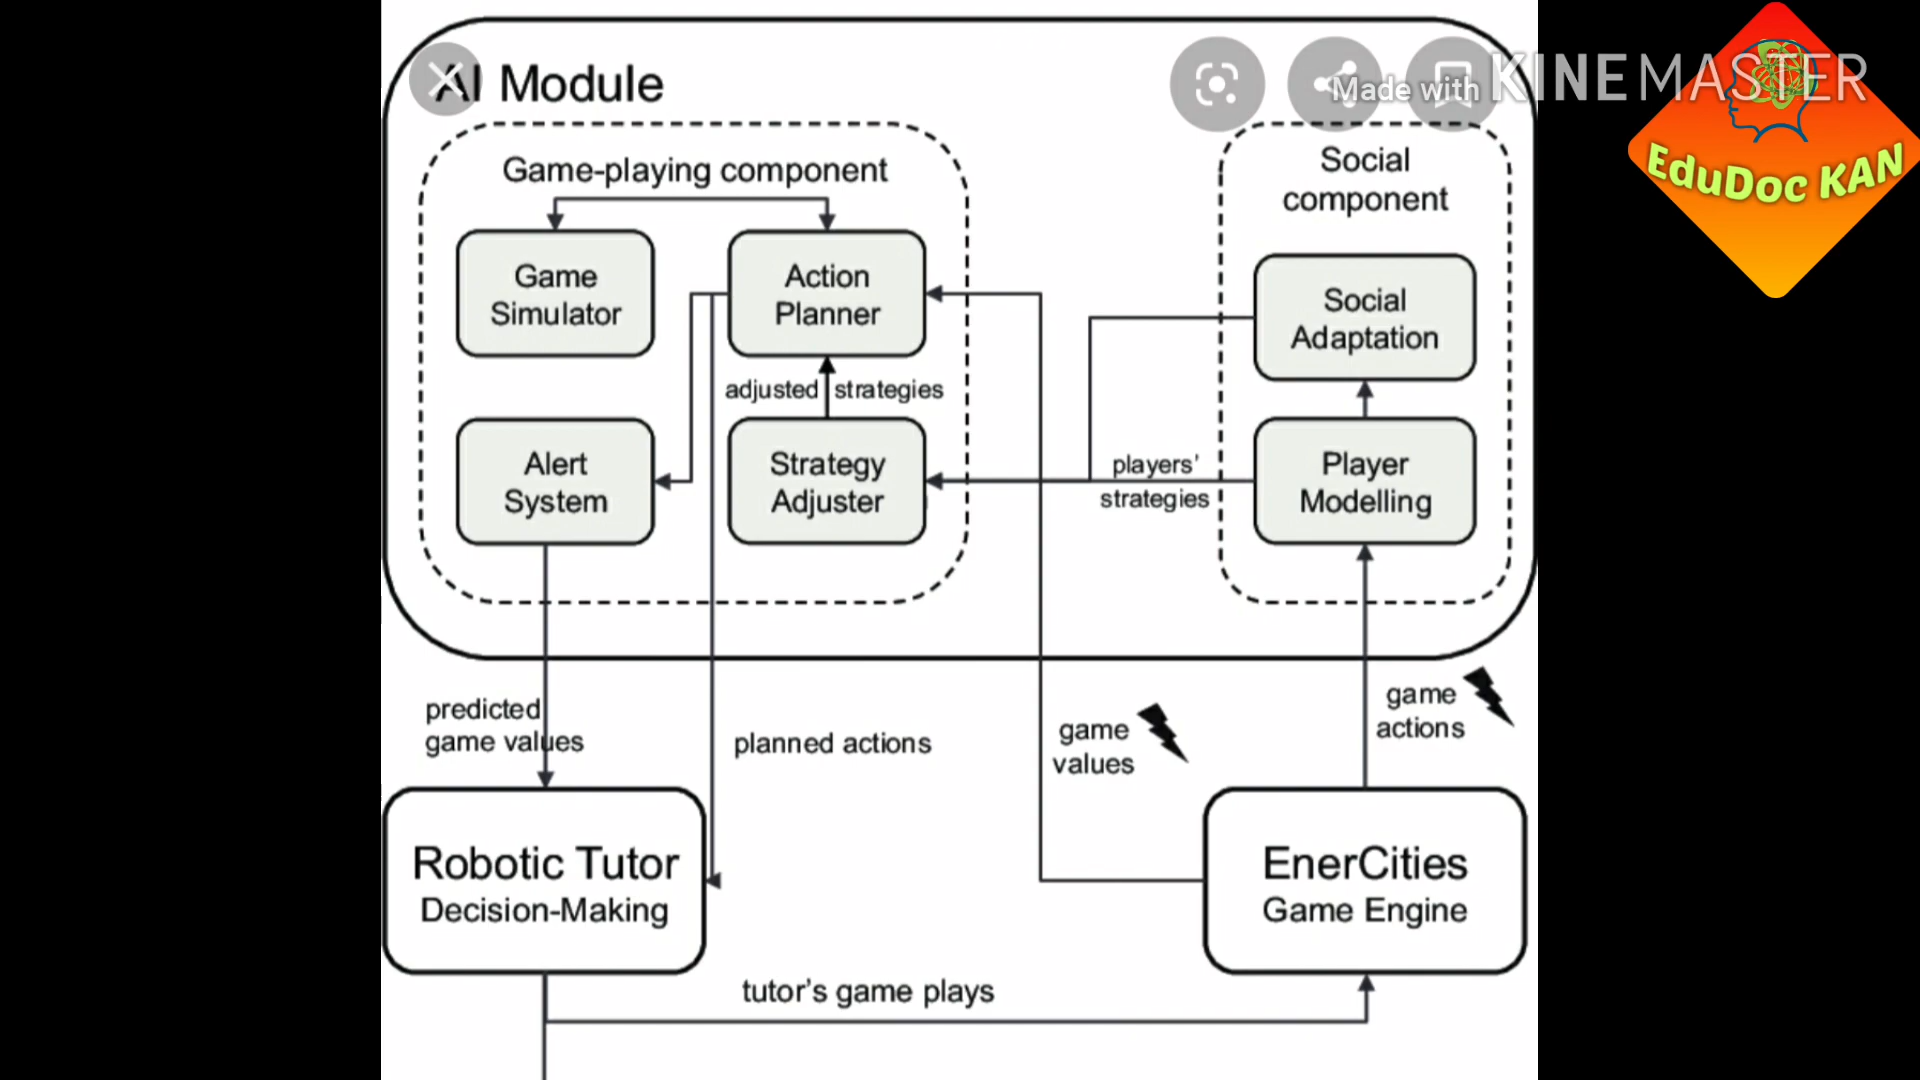 AI Module
Made with KINEMASTER
EduDoc KAN
Game-playing component
Social
component
Game
Simulator
Action
Planner
Social
Adaptation
adjusted strategies
Alert
System
Strategy
Adjuster
players'
strategies
Player
Modelling
predicted
game values
planned actions
game
values
game
actions
Robotic Tutor
Decision-Making
EnerCities
Game Engine
tutor's game plays